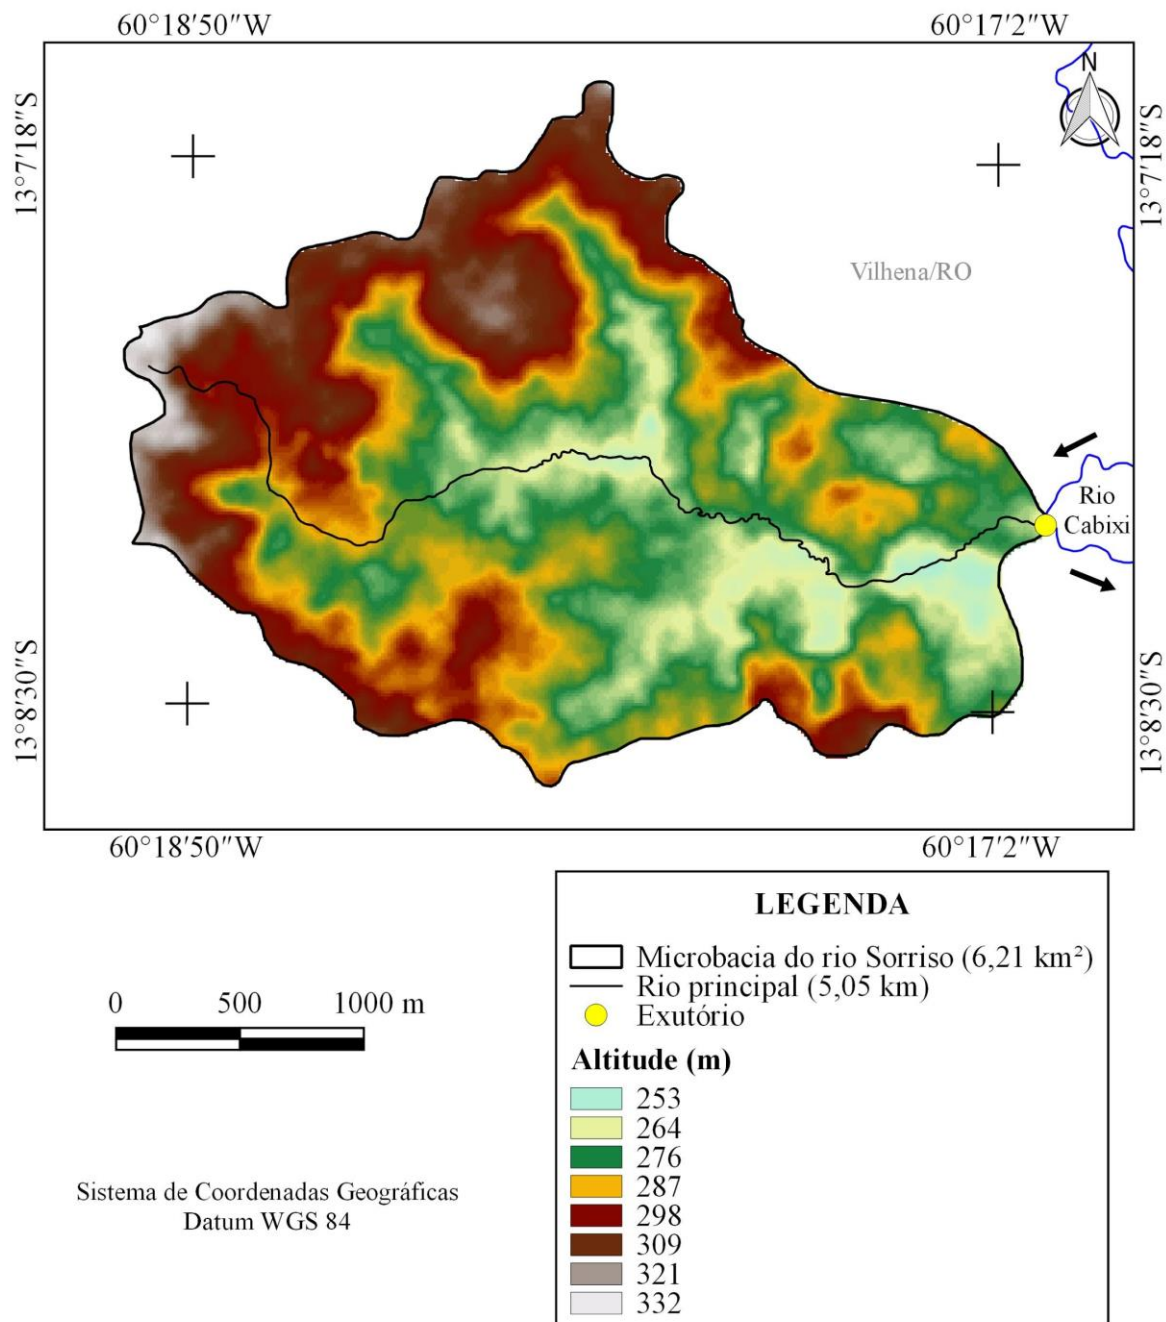 60°18'50"W
60°17'2"W
N
13°7'18"S
13°7'18"S
Vilhena/RO
Rio
Cabixi
13°8'30"S
13°8'30"S
60°18'50"W
60°17'2"W
LEGENDA
Microbacia do rio Sorriso (6,21 km²)
Rio principal (5,05 km)
Exutório
0 500 1000 m
Altitude (m)
253
264
276
287
298
309
321
332
Sistema de Coordenadas Geográficas
Datum WGS 84